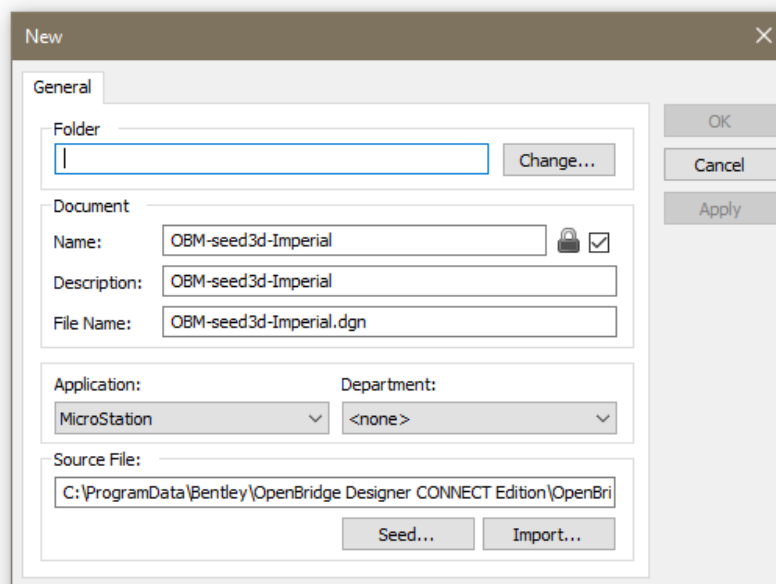 New
General
Folder
Change...
OK
Cancel
Apply
Document
Name: OBM-seed3d-Imperial
Description: OBM-seed3d-Imperial
File Name: OBM-seed3d-Imperial.dgn
Application: Department:
MicroStation <none>
Source File:
C:\ProgramData\Bentley\OpenBridge Designer CONNECT Edition\OpenBri
Seed... Import...